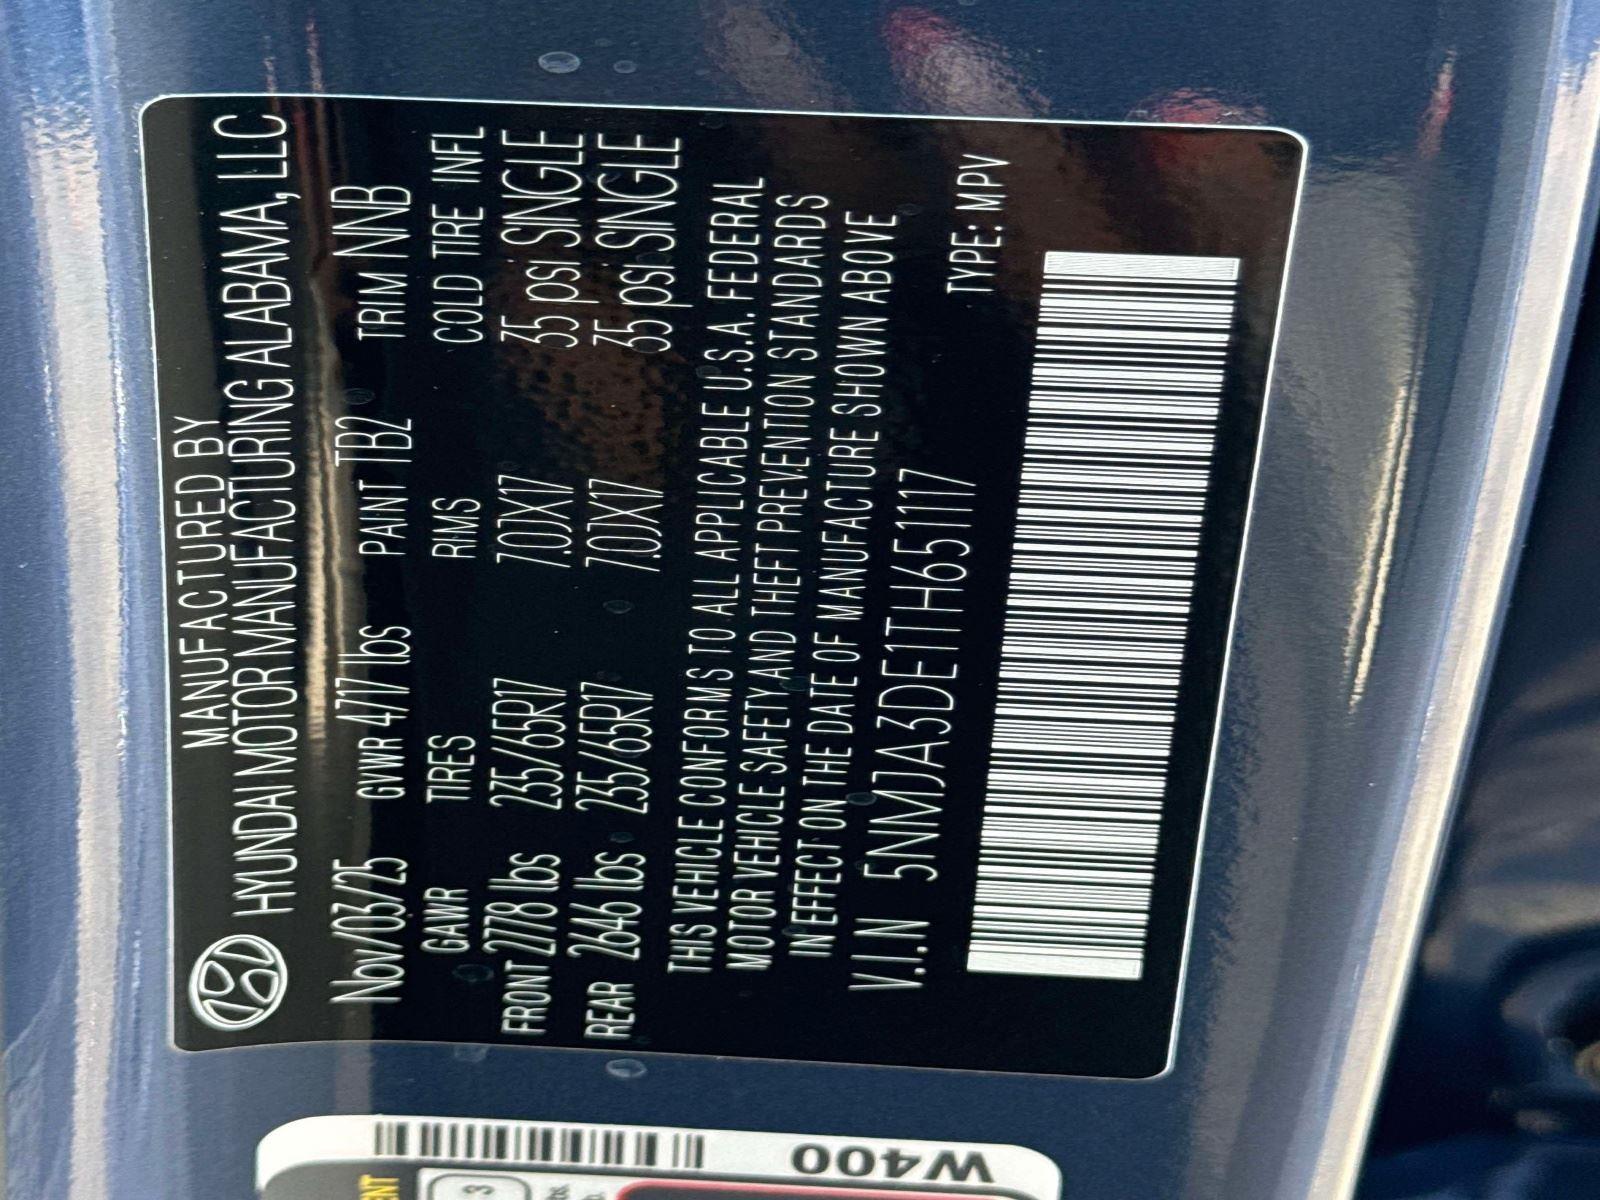 MANUFACTURED BY
HYUNDAI MOTOR MANUFACTURING ALABAMA, LLC
Nov/03/25 GVWR 4717 lbs PAINT TB2 TRIM NNB
GAWR TIRES RIMS COLD TIRE INFL
FRONT 2778 lbs 235/65R17 7.0JX17 35 psi SINGLE
REAR 2646 lbs 235/65R17 7.0JX17 35 psi SINGLE
THIS VEHICLE CONFORMS TO ALL APPLICABLE U.S.A. FEDERAL
MOTOR VEHICLE SAFETY AND THEFT PREVENTION STANDARDS
IN EFFECT ON THE DATE OF MANUFACTURE SHOWN ABOVE
V.I.N 5NMJA3DE1TH651117 TYPE: MPV
W400
3